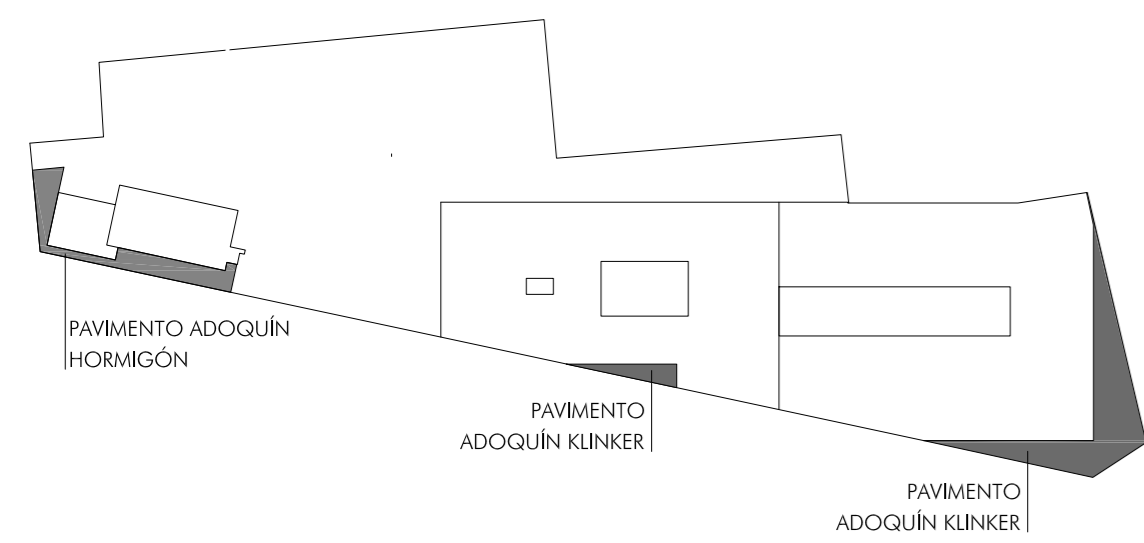 PAVIMENTO ADOQUÍN
HORMIGÓN
PAVIMENTO
ADOQUÍN KLINKER
PAVIMENTO
ADOQUÍN KLINKER